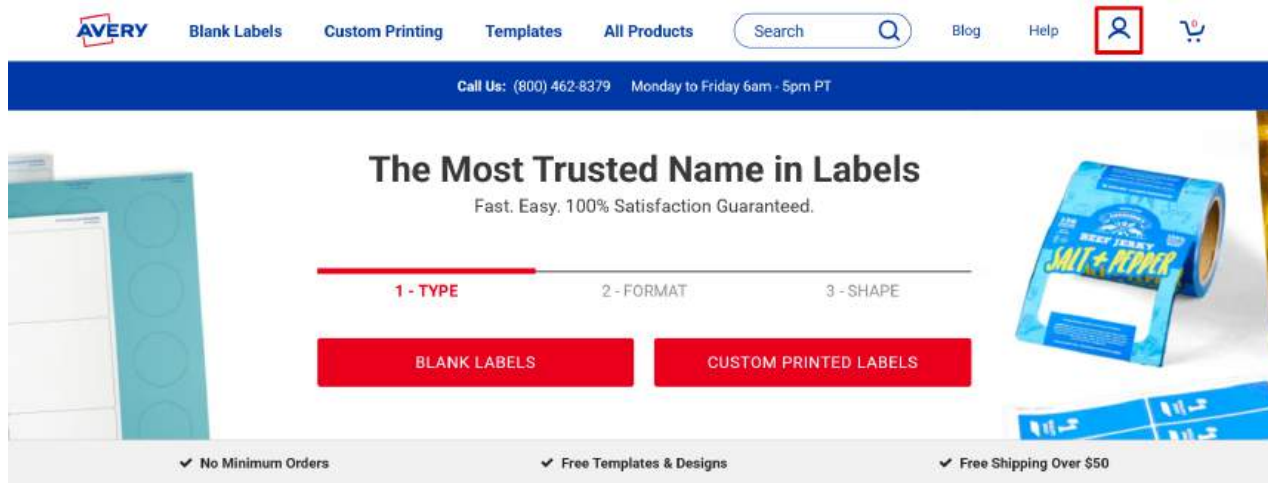 AVERY
Blank Labels
Custom Printing
Templates
All Products
Search
Blog
Help
0
Call Us: (800) 462-8379 Monday to Friday 6am - 5pm PT
The Most Trusted Name in Labels
Fast. Easy. 100% Satisfaction Guaranteed.
1 - TYPE
2 - FORMAT
3 - SHAPE
BLANK LABELS
CUSTOM PRINTED LABELS
BEEF JERKY
SALT + PEPPER
No Minimum Orders
Free Templates & Designs
Free Shipping Over $50